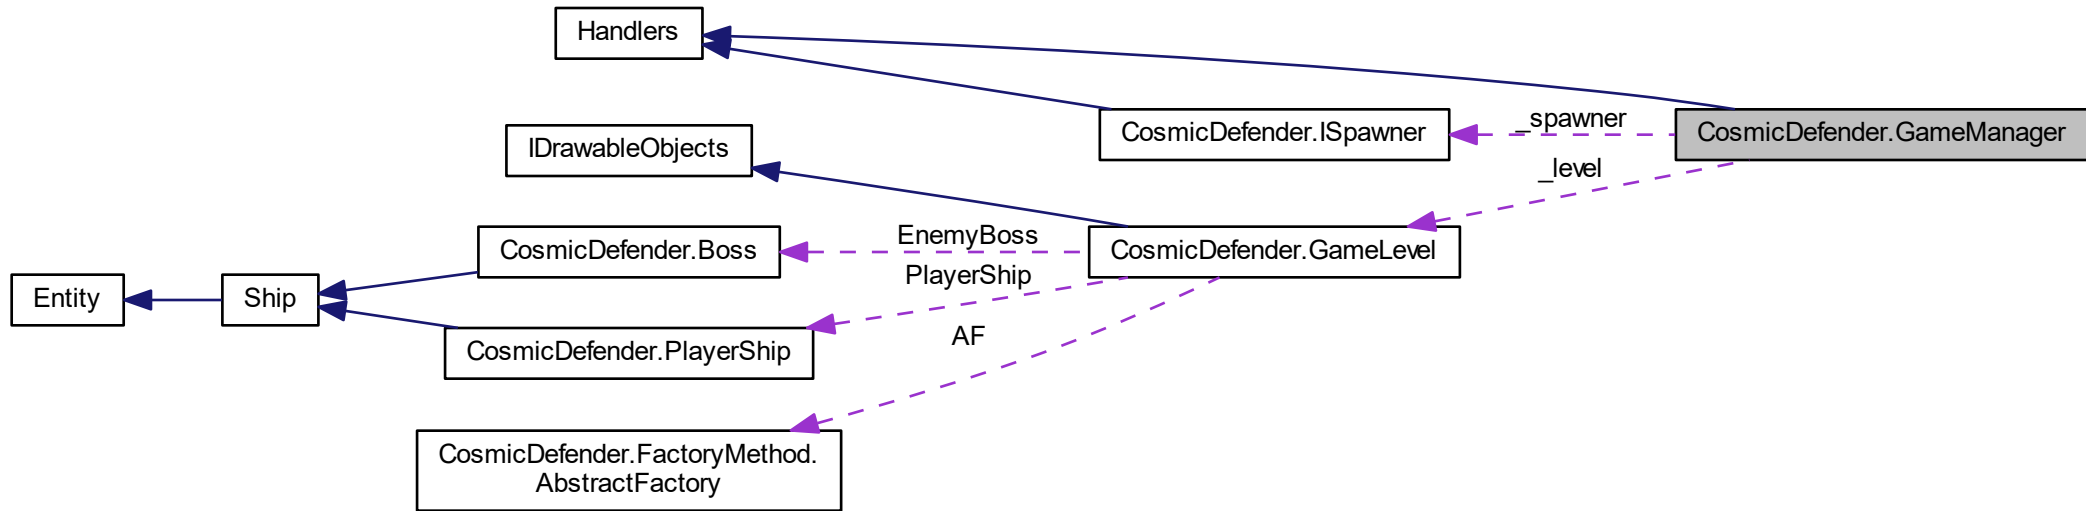 Handlers
CosmicDefender.ISpawner
_spawner
CosmicDefender.GameManager
IDrawableObjects
_level
CosmicDefender.Boss
EnemyBoss
CosmicDefender.GameLevel
Entity
Ship
PlayerShip
CosmicDefender.PlayerShip
AF
CosmicDefender.FactoryMethod.
AbstractFactory